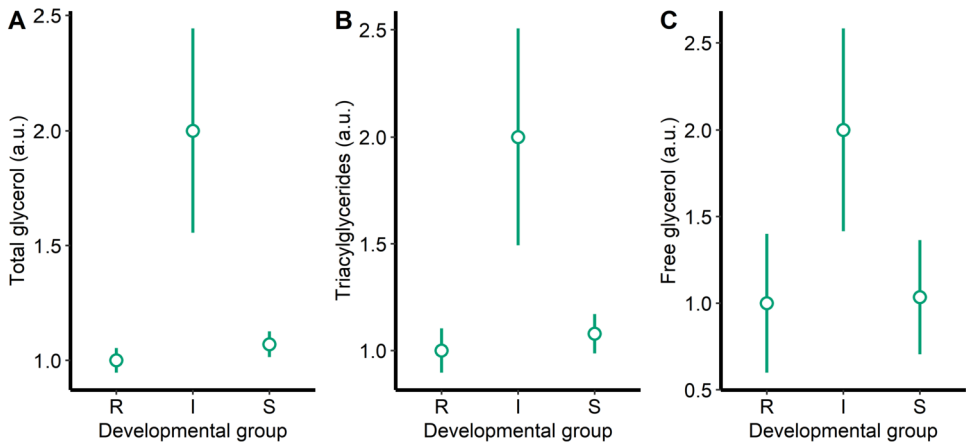 A
Total glycerol (a.u.)
2.5
2.0
1.5
1.0
R I S
Developmental group
B
Triacylglycerides (a.u.)
2.5
2.0
1.5
1.0
R I S
Developmental group
C
Free glycerol (a.u.)
2.5
2.0
1.5
1.0
0.5
R I S
Developmental group